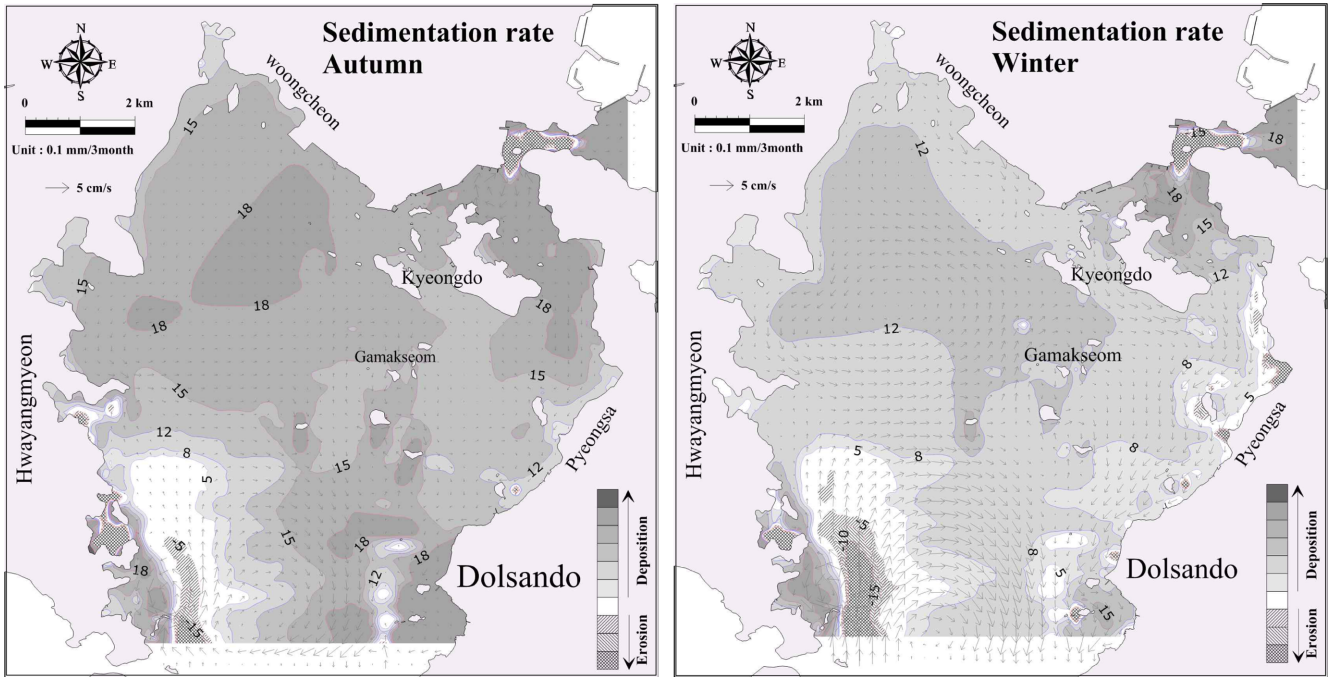 Sedimentation rate
Autumn
N
W E
S
0 2 km
Unit : 0.1 mm/3month
5 cm/s
woongcheon
15
18
Kyeongdo
15
18
18
18
Gamakseom
15
15
Hwayangmyeon
12
8
5
15
12
Pyeongsa
15
-5
18
18
18
12
Dolsando
-15
Deposition
Erosion
Sedimentation rate
Winter
N
W E
S
0 2 km
Unit : 0.1 mm/3month
5 cm/s
woongcheon
-15
18
12
18
15
Kyeongdo
12
12
Gamakseom
8
5
Hwayangmyeon
Pyeongsa
5
8
8
-5
-10
8
5
-15
15
Dolsando
Deposition
Erosion